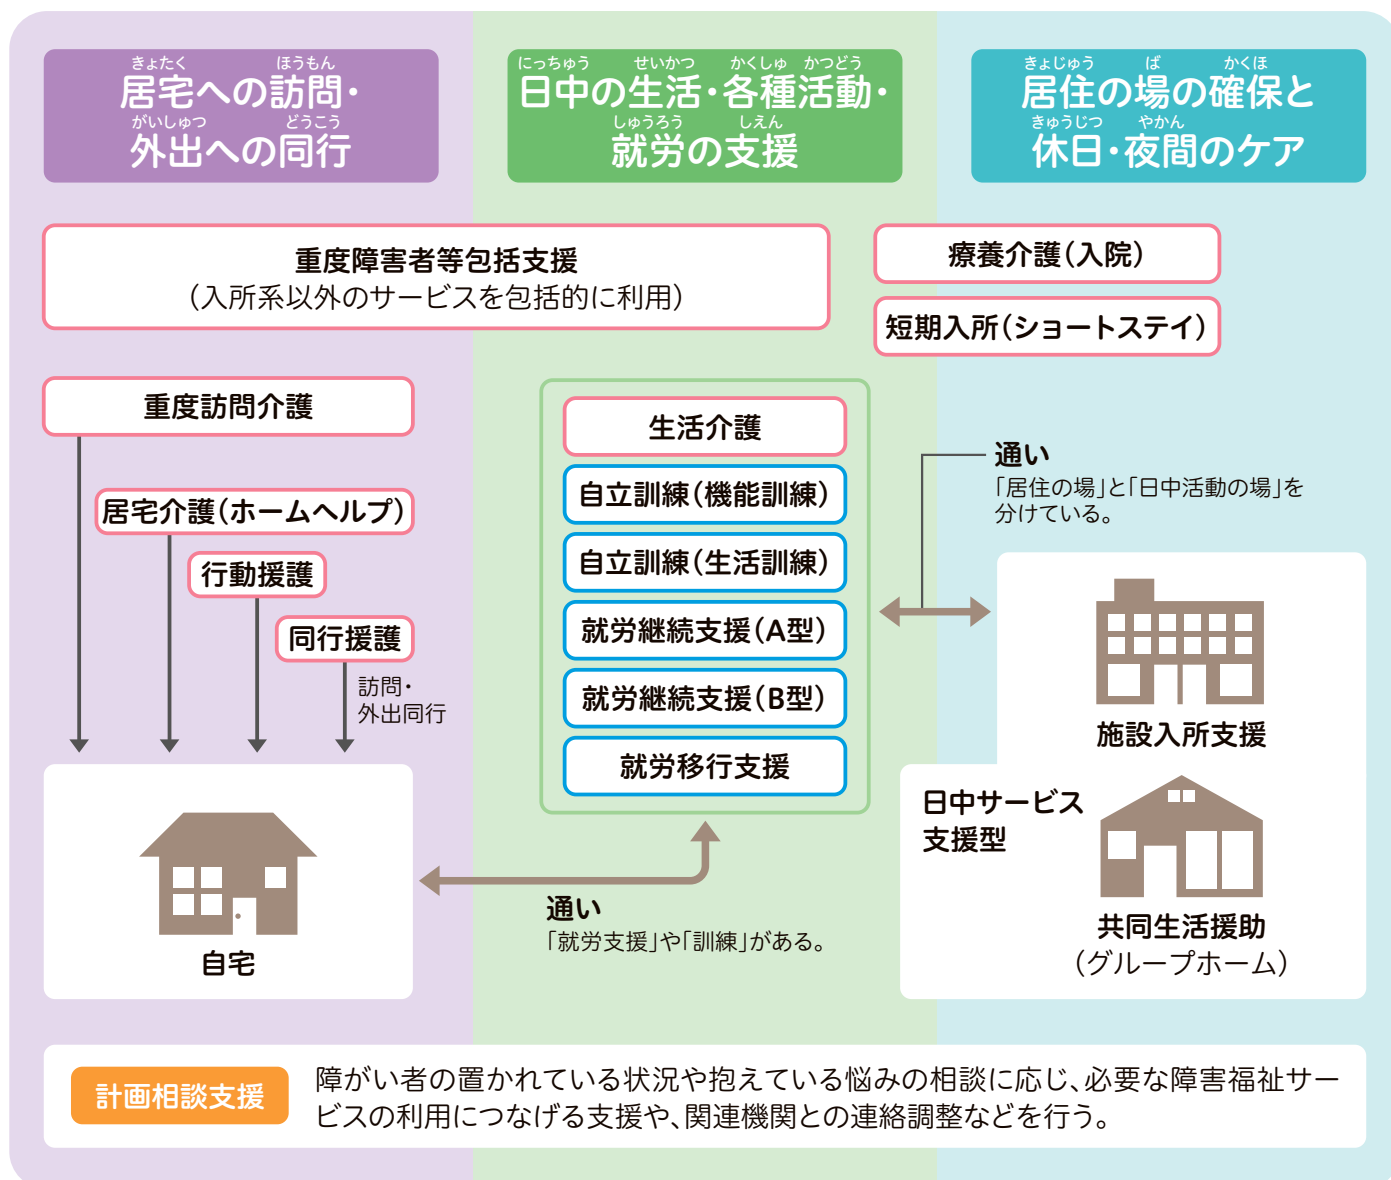 きょたく ほうもん
居宅への訪問・
がいしゅつ どうこう
外出への同行
にっちゅう せいかつ かくしゅ かつどう
日中の生活・各種活動・
しゅうろう しえん
就労の支援
きょじゅう ば かくほ
居住の場の確保と
きゅうじつ やかん
休日・夜間のケア
重度障害者等包括支援
（入所系以外のサービスを包括的に利用）
療養介護（入院）
短期入所（ショートステイ）
重度訪問介護
居宅介護（ホームヘルプ）
行動援護
同行援護
訪問・
外出同行
自宅
生活介護
自立訓練（機能訓練）
自立訓練（生活訓練）
就労継続支援（A型）
就労継続支援（B型）
就労移行支援
通い
「就労支援」や「訓練」がある。
通い
「居住の場」と「日中活動の場」を
分けている。
施設入所支援
日中サービス
支援型
共同生活援助
（グループホーム）
計画相談支援
障がい者の置かれている状況や抱えている悩みの相談に応じ、必要な障害福祉サー
ビスの利用につなげる支援や、関連機関との連絡調整などを行う。